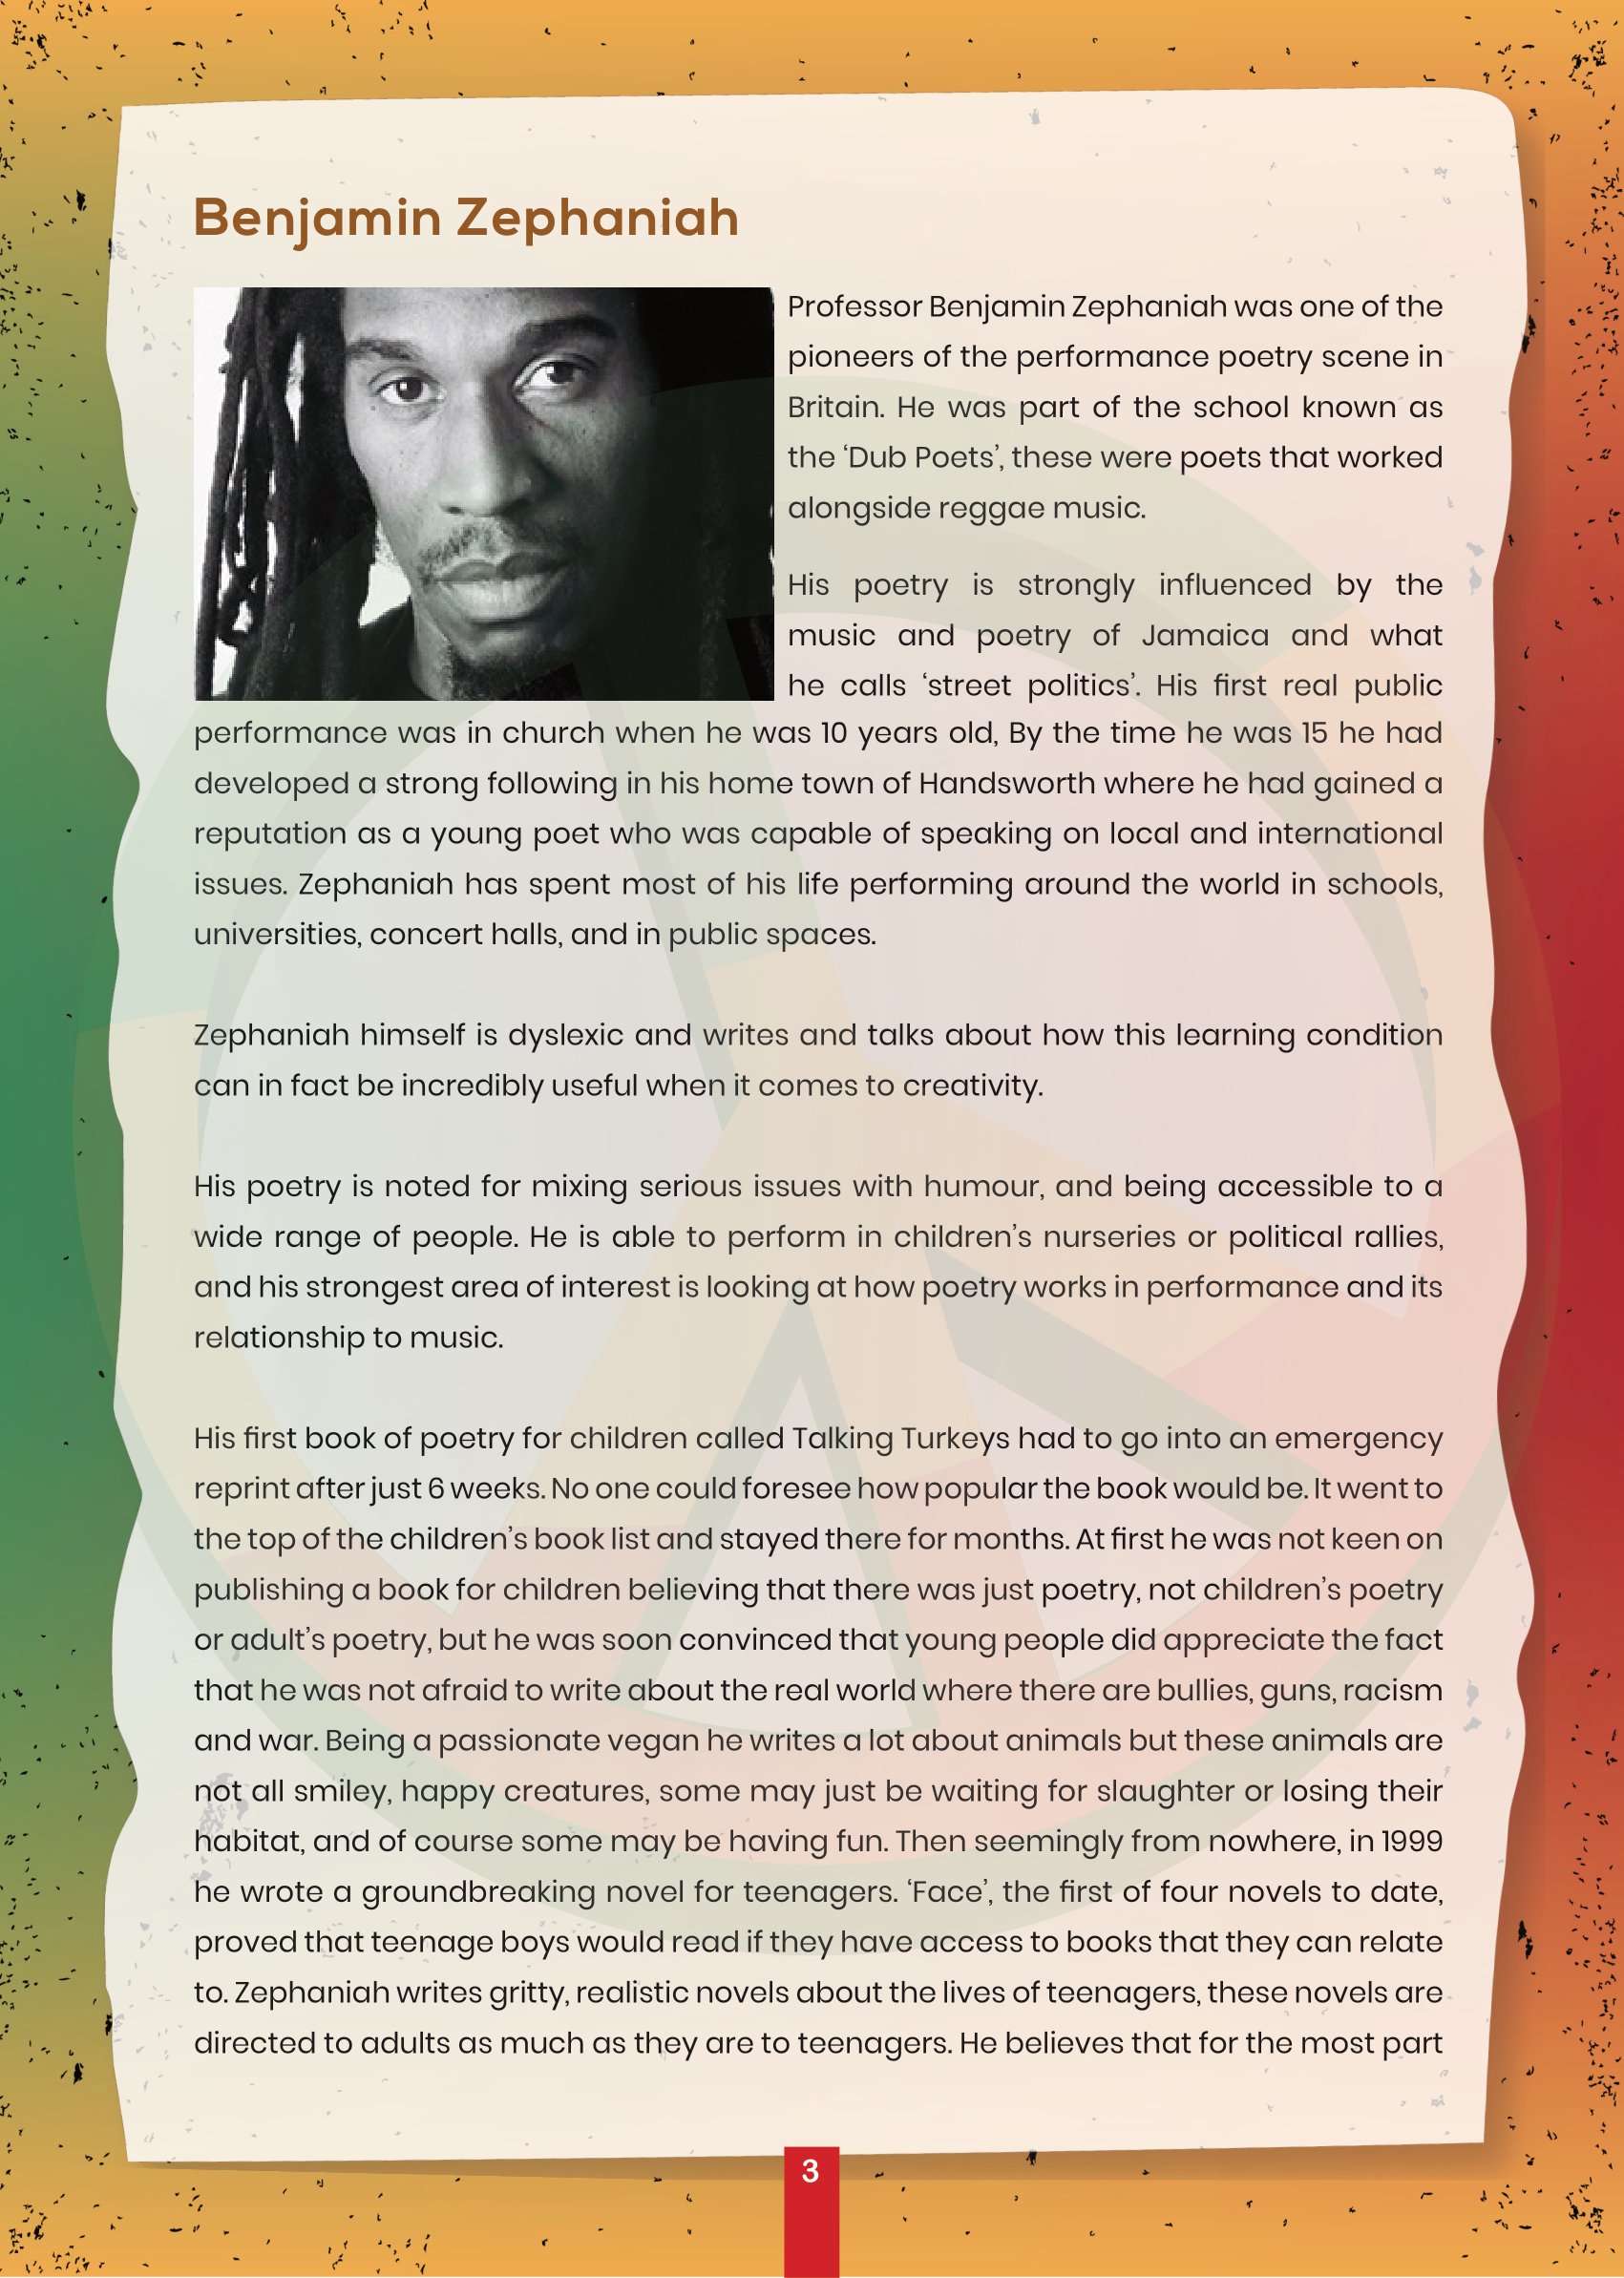 Benjamin Zephaniah
Professor Benjamin Zephaniah was one of the
pioneers of the performance poetry scene in
Britain. He was part of the school known as
the ‘Dub Poets’, these were poets that worked
alongside reggae music.
His poetry is strongly influenced by the
music and poetry of Jamaica and what
he calls ‘street politics’. His first real public
performance was in church when he was 10 years old, By the time he was 15 he had
developed a strong following in his home town of Handsworth where he had gained a
reputation as a young poet who was capable of speaking on local and international
issues. Zephaniah has spent most of his life performing around the world in schools,
universities, concert halls, and in public spaces.
Zephaniah himself is dyslexic and writes and talks about how this learning condition
can in fact be incredibly useful when it comes to creativity.
His poetry is noted for mixing serious issues with humour, and being accessible to a
wide range of people. He is able to perform in children’s nurseries or political rallies,
and his strongest area of interest is looking at how poetry works in performance and its
relationship to music.
His first book of poetry for children called Talking Turkeys had to go into an emergency
reprint after just 6 weeks. No one could foresee how popular the book would be. It went to
the top of the children’s book list and stayed there for months. At first he was not keen on
publishing a book for children believing that there was just poetry, not children’s poetry
or adult’s poetry, but he was soon convinced that young people did appreciate the fact
that he was not afraid to write about the real world where there are bullies, guns, racism
and war. Being a passionate vegan he writes a lot about animals but these animals are
not all smiley, happy creatures, some may just be waiting for slaughter or losing their
habitat, and of course some may be having fun. Then seemingly from nowhere, in 1999
he wrote a groundbreaking novel for teenagers. ‘Face’, the first of four novels to date,
proved that teenage boys would read if they have access to books that they can relate
to. Zephaniah writes gritty, realistic novels about the lives of teenagers, these novels are
directed to adults as much as they are to teenagers. He believes that for the most part
3